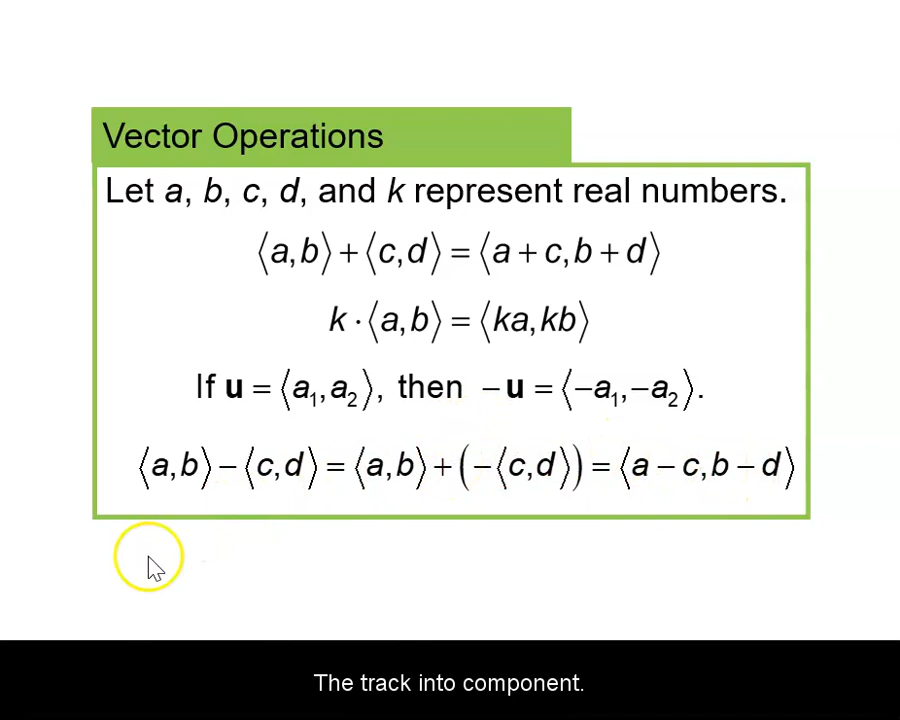 Vector Operations
Let a, b, c, d, and k represent real numbers.
⟨a,b⟩+⟨c,d⟩=⟨a+c,b+d⟩
k·⟨a,b⟩=⟨ka,kb⟩
If u=⟨a₁,a₂⟩, then −u=⟨−a₁,−a₂⟩.
⟨a,b⟩−⟨c,d⟩=⟨a,b⟩+(−⟨c,d⟩)=⟨a−c,b−d⟩
The track into component.